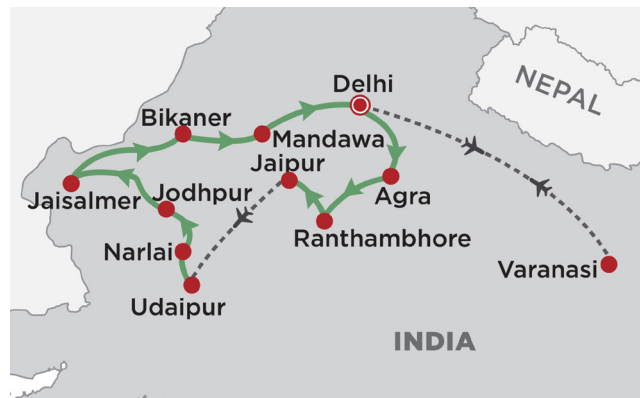 Delhi
NEPAL
Bikaner
Mandawa
Jaipur
Jaisalmer
Jodhpur
Agra
Ranthambhore
Narlai
Varanasi
Udaipur
INDIA